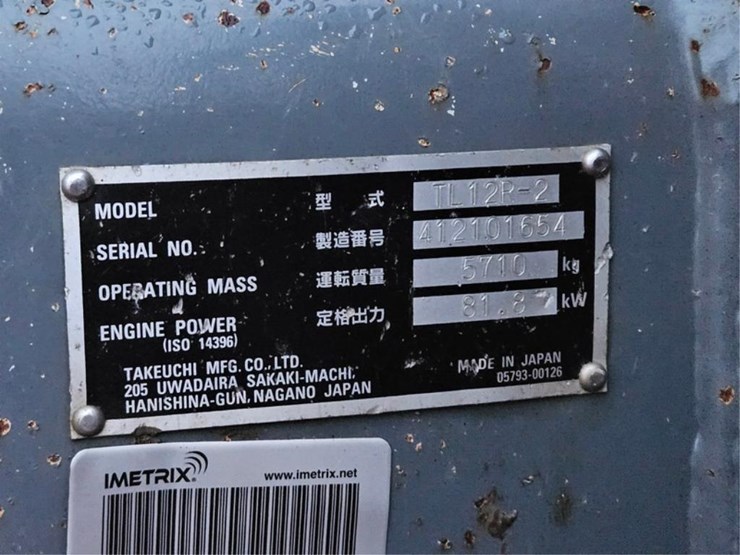 MODEL 型式 TL12R-2
SERIAL NO. 製造番号 412101654
OPERATING MASS 運転質量 5710 kg
ENGINE POWER 定格出力 81.8 kW
(ISO 14396)
TAKEUCHI MFG. CO., LTD.
205 UWADAIRA, SAKAKI-MACHI,
HANISHINA-GUN, NAGANO JAPAN
MADE IN JAPAN
05793-00126
IMETRIX www.imetrix.net